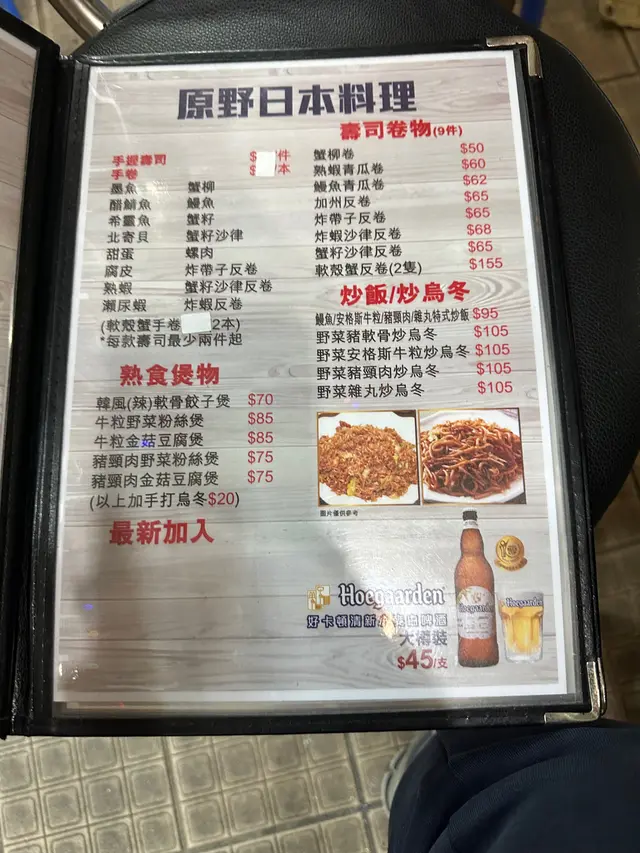 原野日本料理
手握壽司 $ 件
手卷 $ 本
墨魚 蟹柳
醋鯖魚 鰻魚
希靈魚 蟹籽
北寄貝 蟹籽沙律
甜蛋 螺肉
腐皮 炸帶子反卷
熟蝦 蟹籽沙律反卷
瀨尿蝦 炸蝦反卷
(軟殼蟹手卷 2本)
*每款壽司最少兩件起
熟食煲物
韓風(辣)軟骨餃子煲 $70
牛粒野菜粉絲煲 $85
牛粒金菇豆腐煲 $85
豬頸肉野菜粉絲煲 $75
豬頸肉金菇豆腐煲 $75
(以上加手打烏冬$20)
最新加入
壽司卷物(9件)
蟹柳卷 $50
熟蝦青瓜卷 $60
鰻魚青瓜卷 $62
加州反卷 $65
炸帶子反卷 $65
炸蝦沙律反卷 $68
蟹籽沙律反卷 $65
軟殼蟹反卷(2隻) $155
炒飯/炒烏冬
鰻魚/安格斯牛粒/豬頸肉/雜丸特式炒飯 $95
野菜豬軟骨炒烏冬 $105
野菜安格斯牛粒炒烏冬 $105
野菜豬頸肉炒烏冬 $105
野菜雜丸炒烏冬 $105
圖片僅供參考
Hoegaarden
好卡頓清新 啤酒
大樽裝
$45/支
Hoegaarden
Hoegaarden